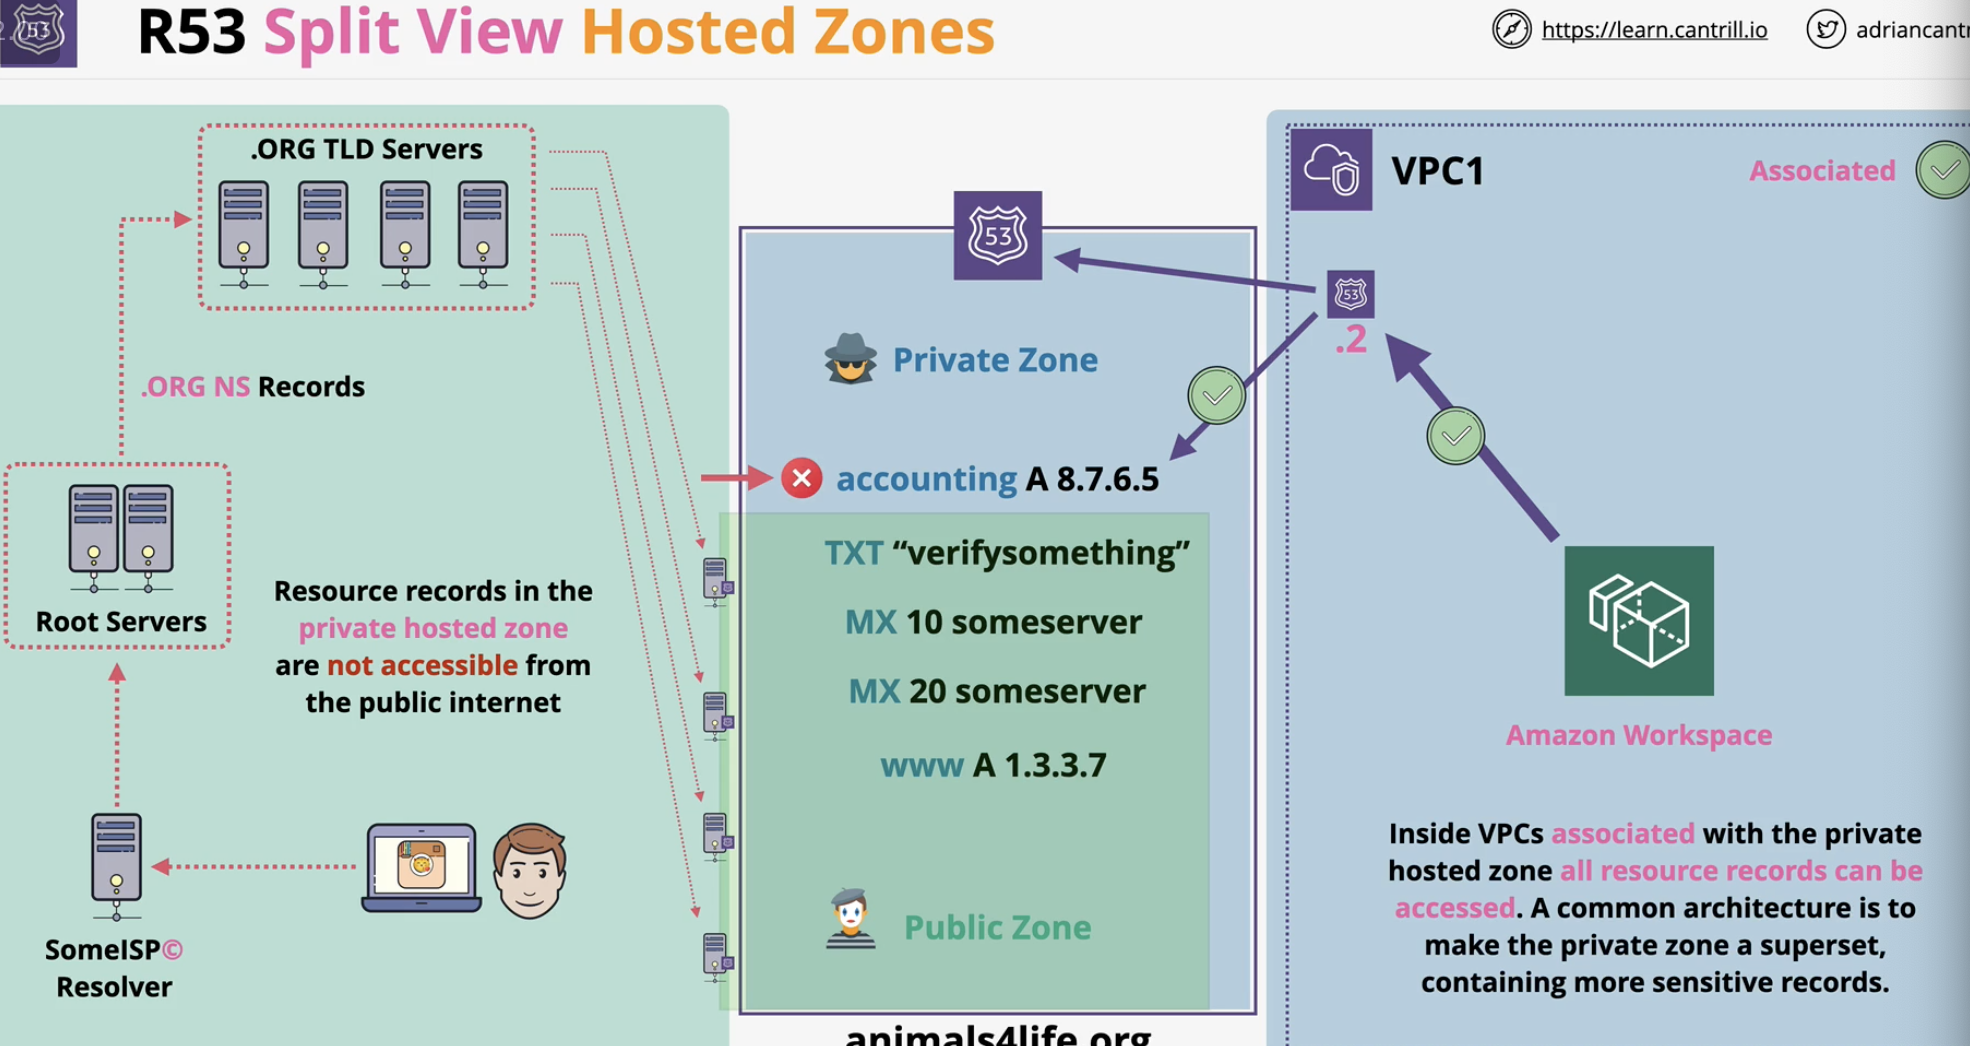 R53 Split View Hosted Zones
https://learn.cantrill.io
53
.ORG TLD Servers
.ORG NS Records
Root Servers
Resource records in the
private hosted zone
are not accessible from
the public internet
SomeISP©
Resolver
53
Private Zone
accounting A 8.7.6.5
TXT “verifysomething”
MX 10 someserver
MX 20 someserver
www A 1.3.3.7
Public Zone
animals4life.org
VPC1
Associated
53
.2
Amazon Workspace
Inside VPCs associated with the private
hosted zone all resource records can be
accessed. A common architecture is to
make the private zone a superset,
containing more sensitive records.